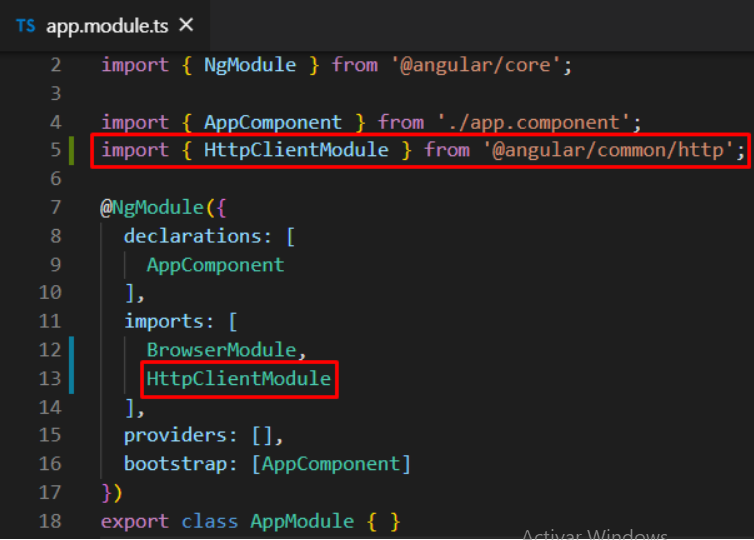 TS app.module.ts ×
2 import { NgModule } from '@angular/core';
3
4 import { AppComponent } from './app.component';
5 import { HttpClientModule } from '@angular/common/http';
6
7 @NgModule({
8 declarations: [
9 AppComponent
10 ],
11 imports: [
12 BrowserModule,
13 HttpClientModule
14 ],
15 providers: [],
16 bootstrap: [AppComponent]
17 })
18 export class AppModule { }
Activar Windows